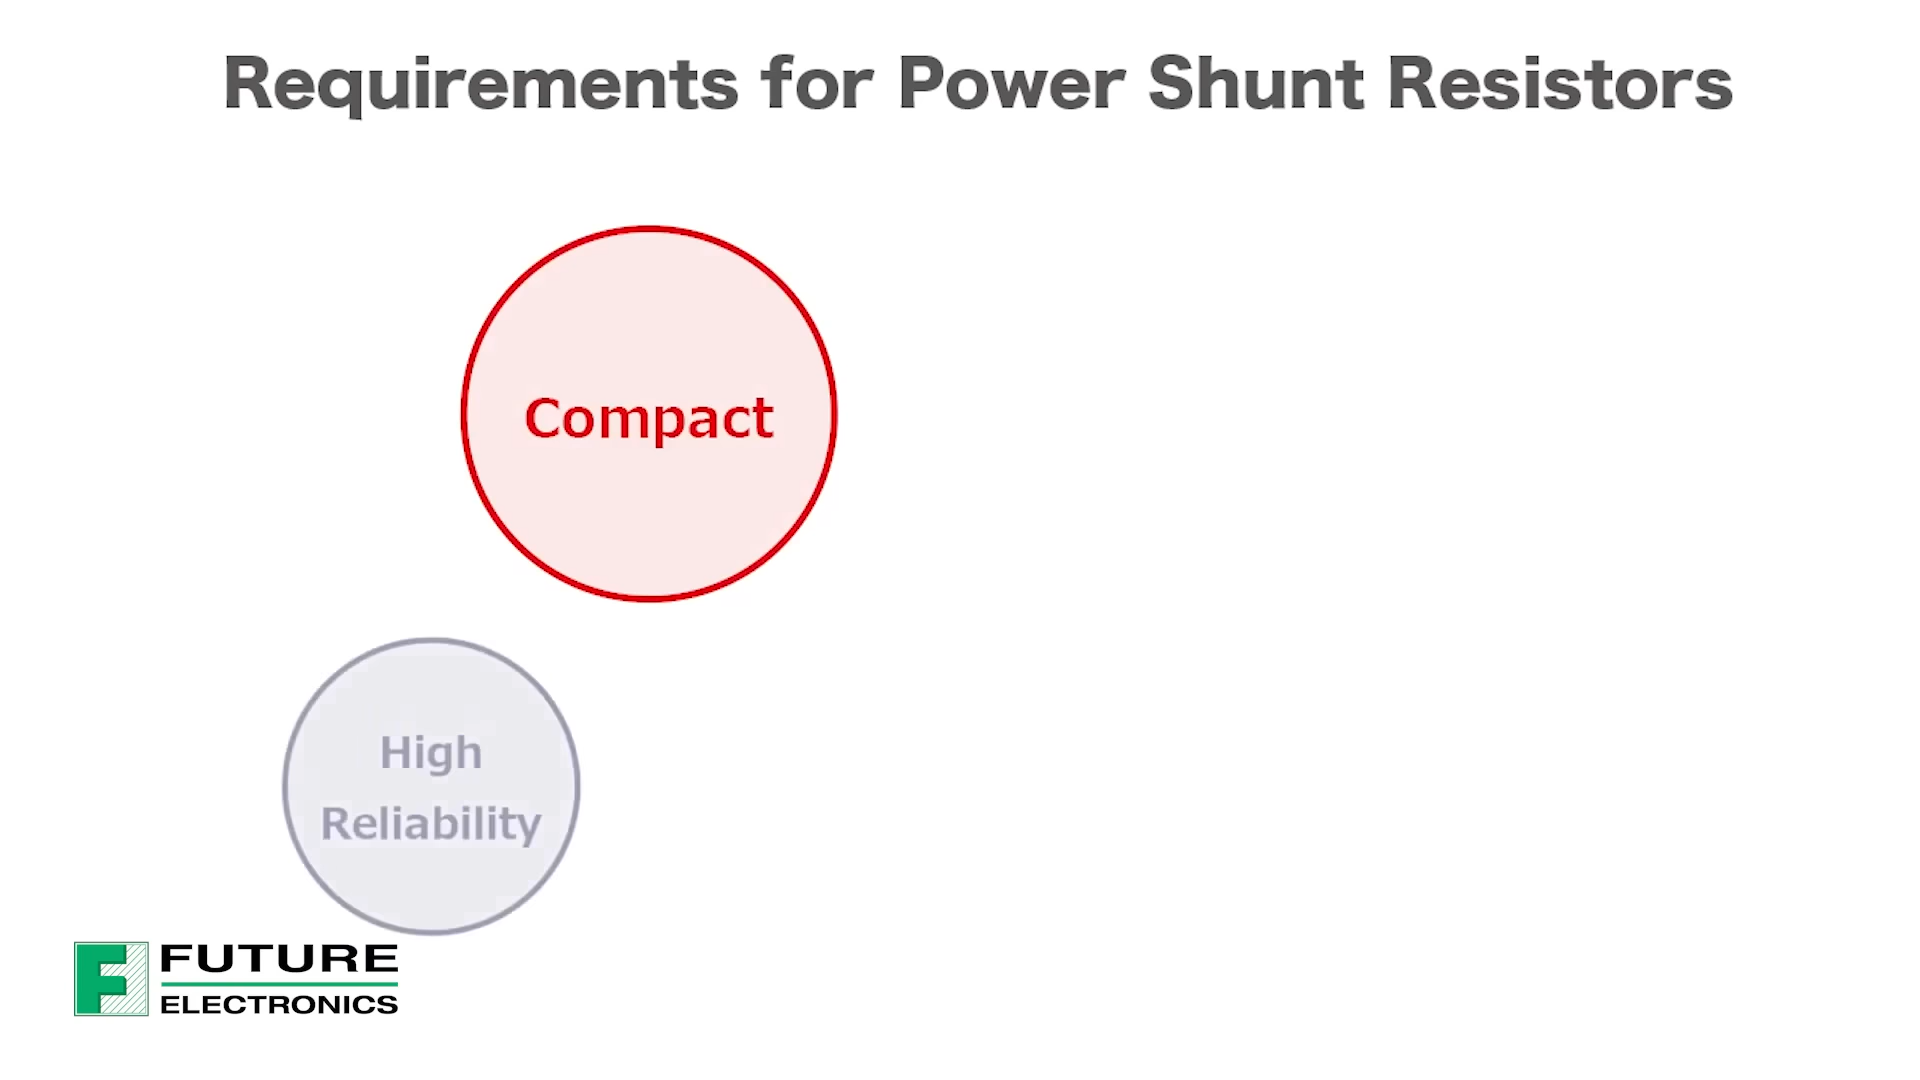 Requirements for Power Shunt Resistors
Compact
High
Reliability
FUTURE
ELECTRONICS